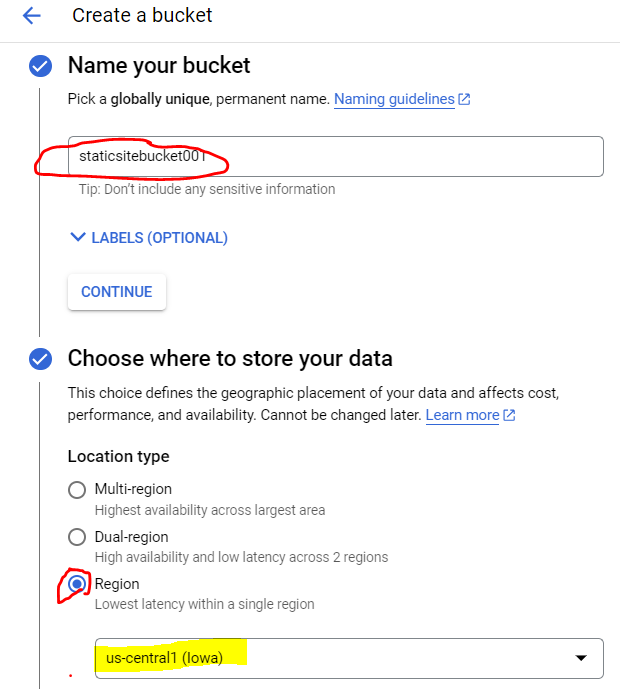 Create a bucket
Name your bucket
Pick a globally unique, permanent name. Naming guidelines
staticsitebucket001
Tip: Don't include any sensitive information
LABELS (OPTIONAL)
CONTINUE
Choose where to store your data
This choice defines the geographic placement of your data and affects cost,
performance, and availability. Cannot be changed later. Learn more
Location type
Multi-region
Highest availability across largest area
Dual-region
High availability and low latency across 2 regions
Region
Lowest latency within a single region
us-central1 (Iowa)